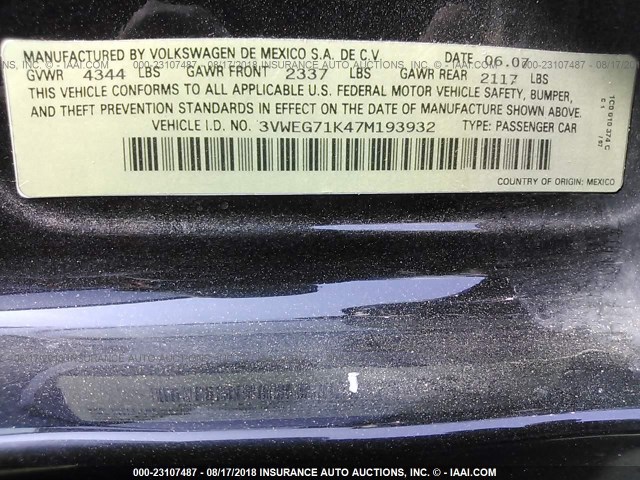 MANUFACTURED BY VOLKSWAGEN DE MEXICO S.A. DE C.V. DATE 06.07
GVWR 4344 LBS GAWR FRONT 2337 LBS GAWR REAR 2117 LBS
THIS VEHICLE CONFORMS TO ALL APPLICABLE U.S. FEDERAL MOTOR VEHICLE SAFETY, BUMPER,
AND THEFT PREVENTION STANDARDS IN EFFECT ON THE DATE OF MANUFACTURE SHOWN ABOVE.
VEHICLE I.D. NO. 3VWEG71K47M193932 TYPE: PASSENGER CAR
COUNTRY OF ORIGIN: MEXICO
1C0 010 374 C
000-23107487 - 08/17/2018 INSURANCE AUTO AUCTIONS, INC. - IAAI.COM